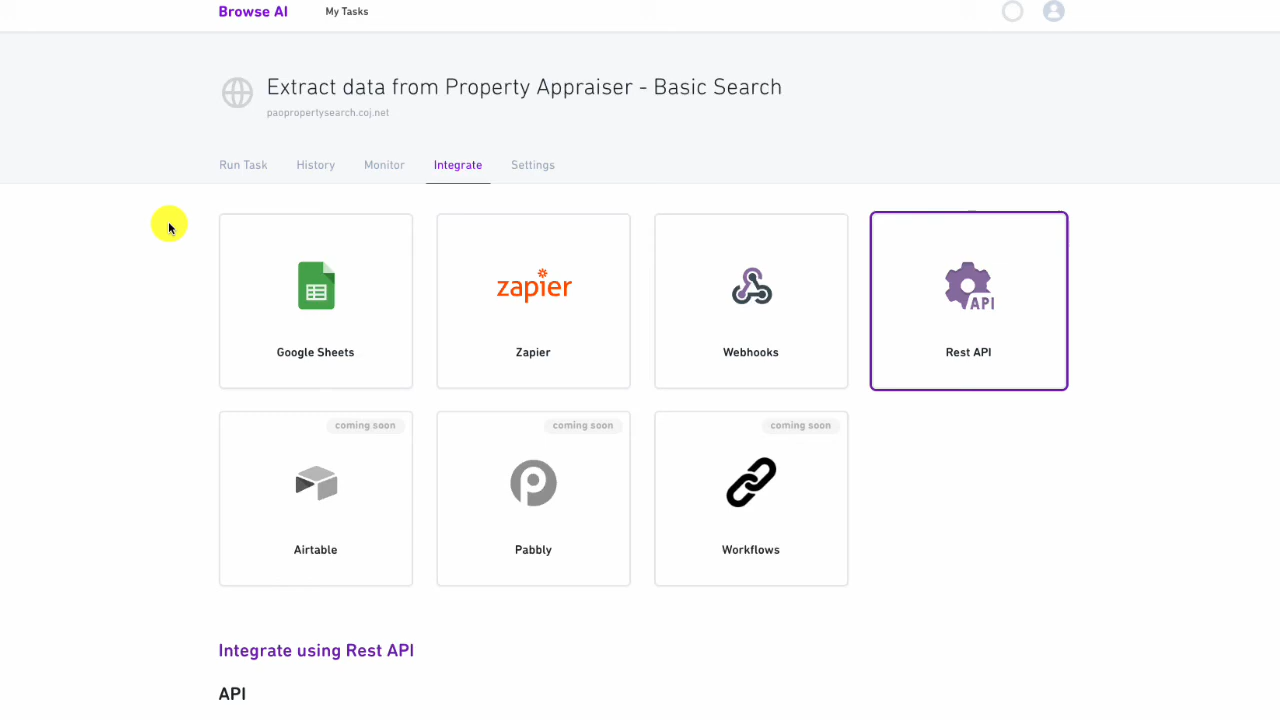 Browse AI My Tasks
Extract data from Property Appraiser - Basic Search
paopropertysearch.coj.net
Run Task History Monitor Integrate Settings
zapier
API
Google Sheets Zapier Webhooks Rest API
coming soon coming soon coming soon
Airtable Pabbly Workflows
Integrate using Rest API
API